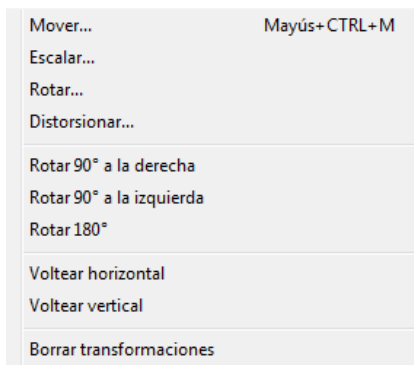 Mover... Mayús+CTRL+M
Escalar...
Rotar...
Distorsionar...
Rotar 90° a la derecha
Rotar 90° a la izquierda
Rotar 180°
Voltear horizontal
Voltear vertical
Borrar transformaciones